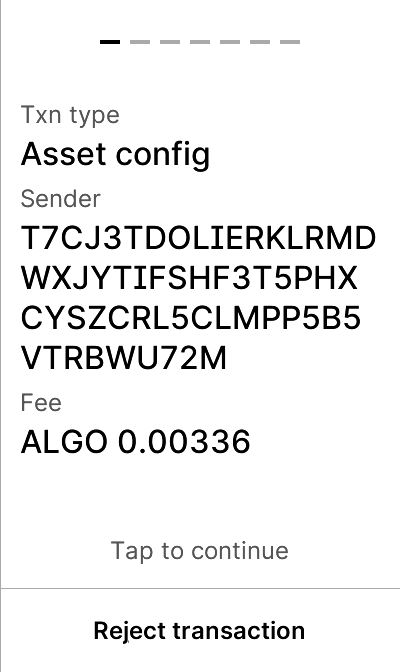 Txn type
Asset config
Sender
T7CJ3TDOLIERKLRMD
WXJYTIFSHF3T5PHX
CYSZCRL5CLMPP5B5
VTRBWU72M
Fee
ALGO 0.00336
Tap to continue
Reject transaction